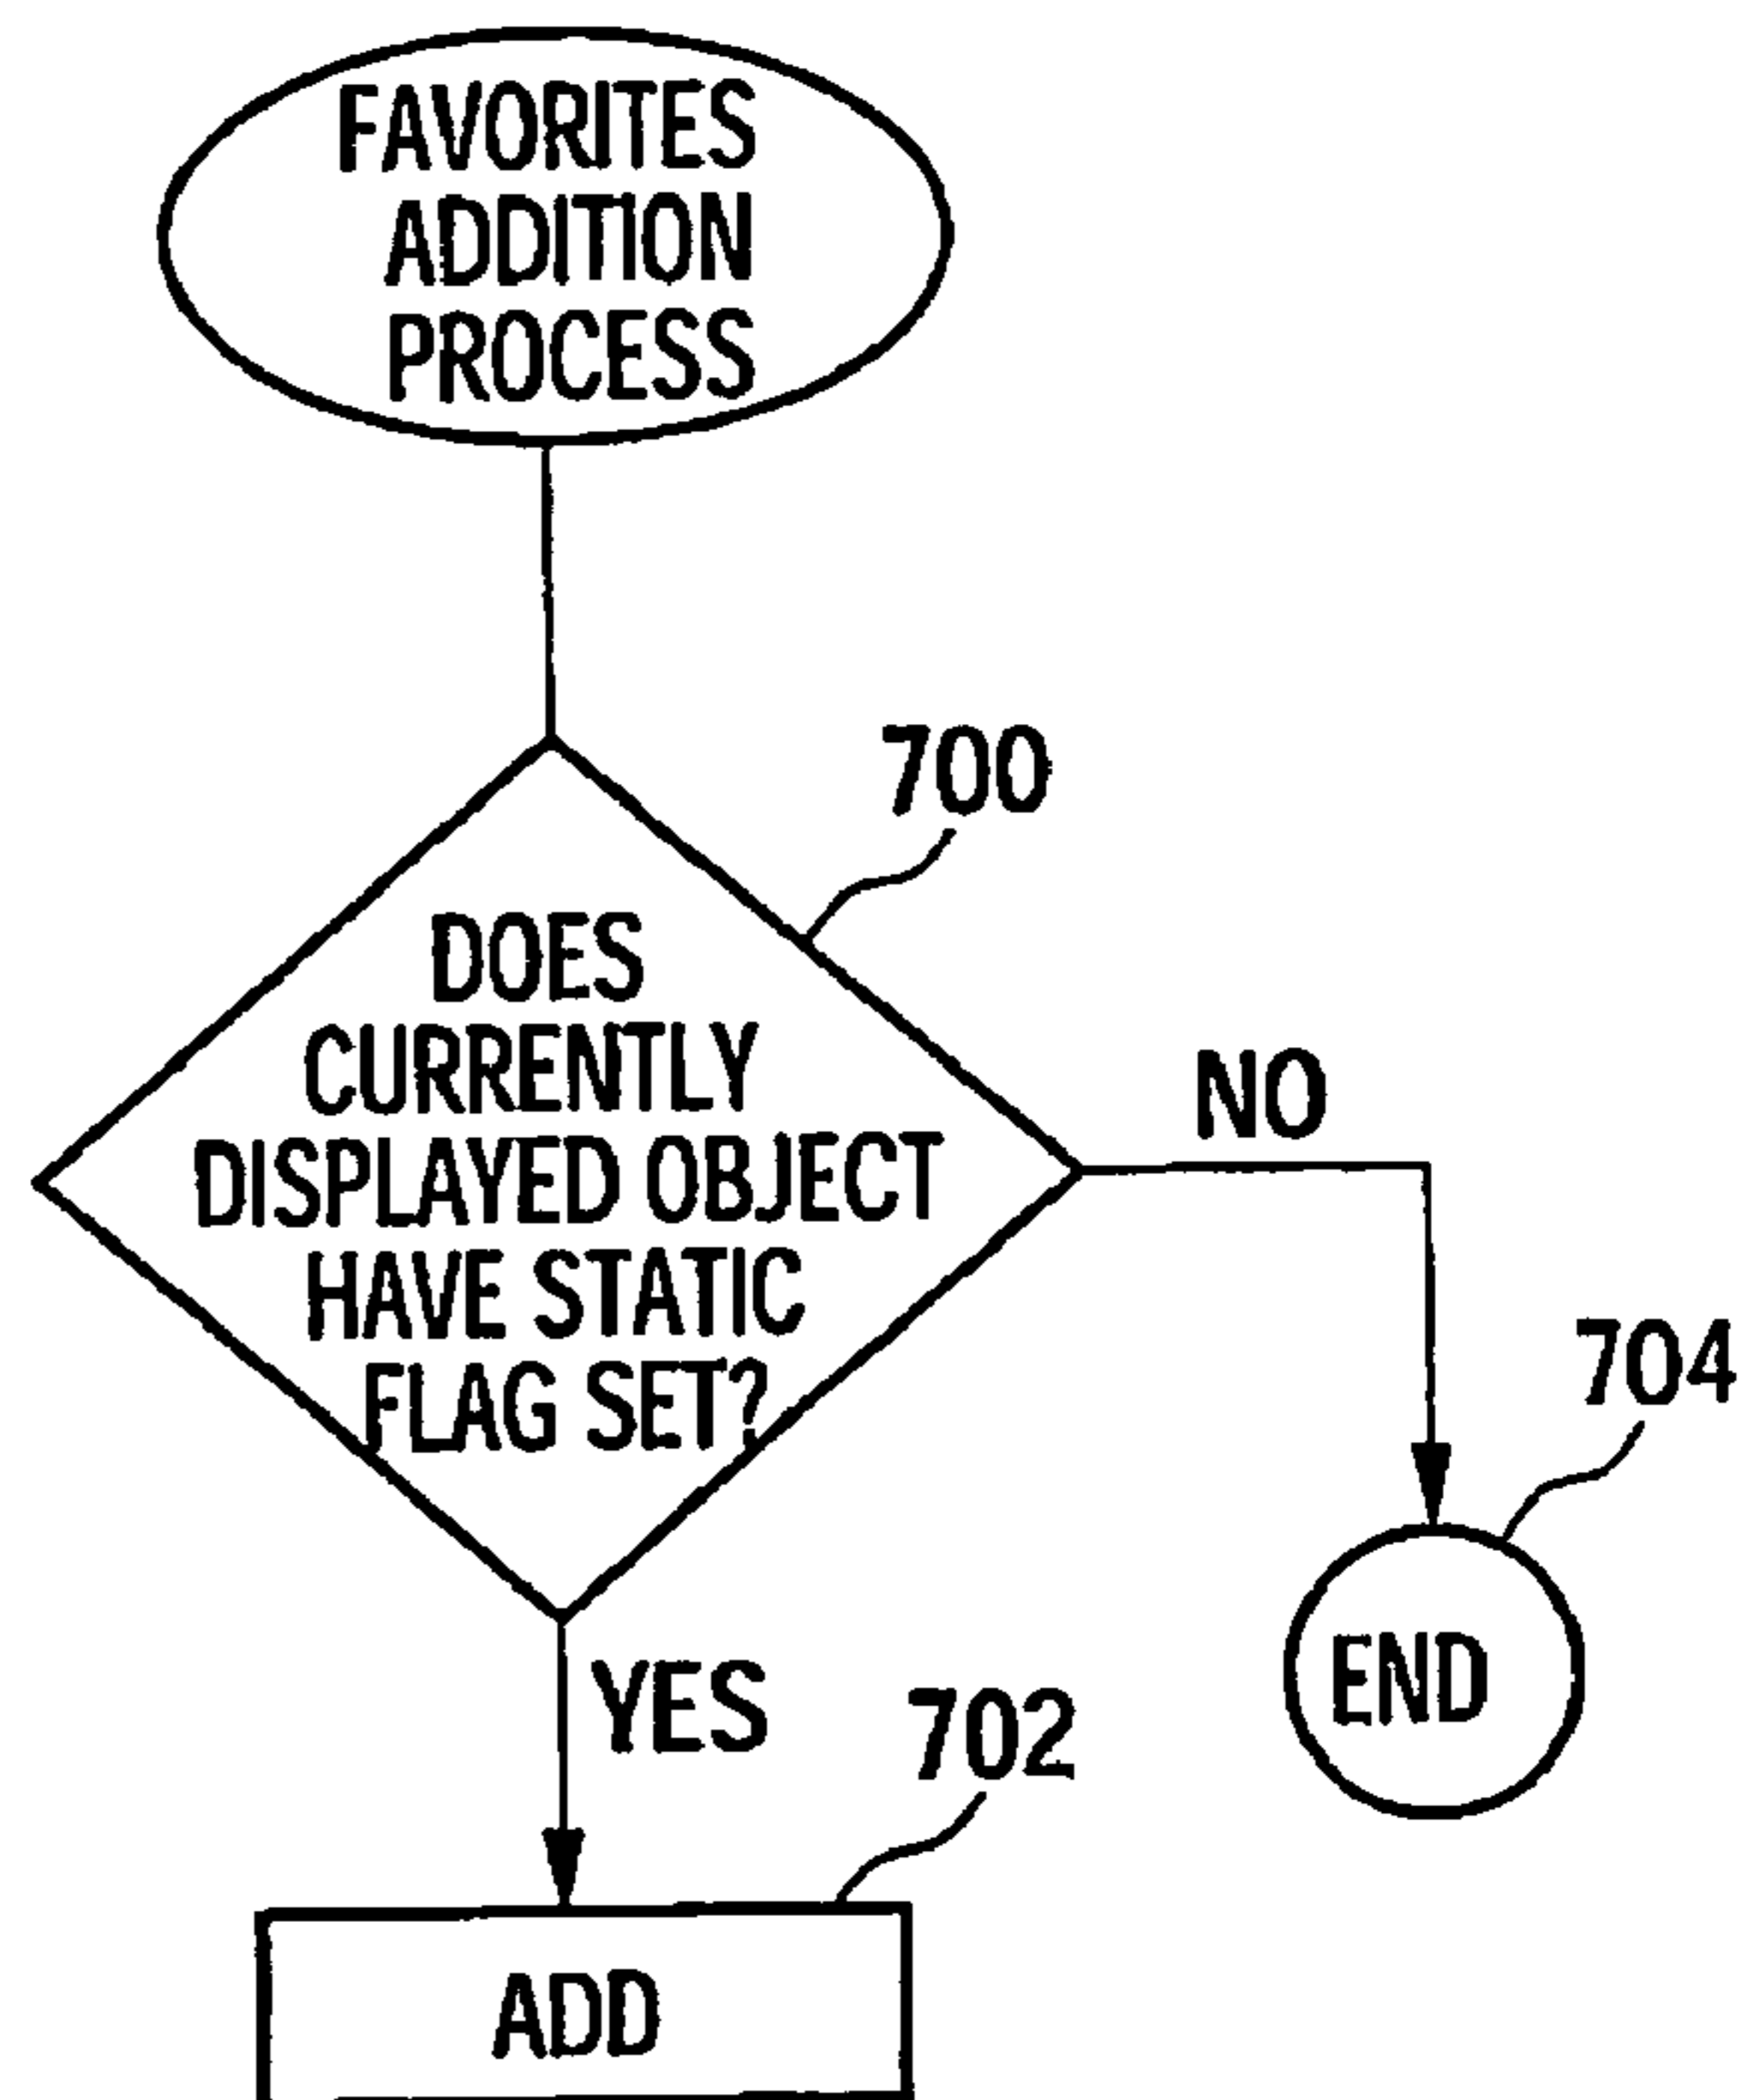 FAVORITES
ADDITION
PROCESS
700
DOES
CURRENTLY
DISPLAYED OBJECT
HAVE STATIC
FLAG SET?
NO
704
END
YES
702
ADD